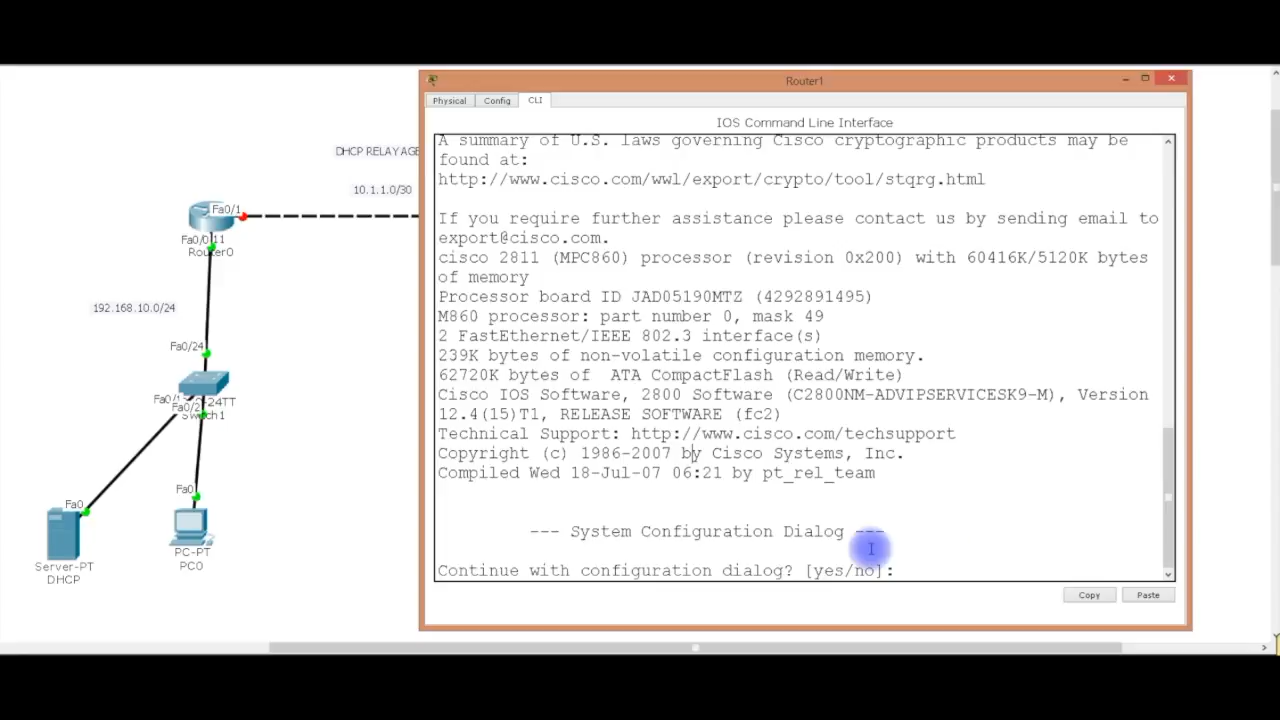 Router1
Physical
Config
CLI
IOS Command Line Interface
A summary of U.S. laws governing Cisco cryptographic products may be
found at:
http://www.cisco.com/wwl/export/crypto/tool/stqrg.html
If you require further assistance please contact us by sending email to
export@cisco.com.
cisco 2811 (MPC860) processor (revision 0x200) with 60416K/5120K bytes
of memory
Processor board ID JAD05190MTZ (4292891495)
M860 processor: part number 0, mask 49
2 FastEthernet/IEEE 802.3 interface(s)
239K bytes of non-volatile configuration memory.
62720K bytes of  ATA CompactFlash (Read/Write)
Cisco IOS Software, 2800 Software (C2800NM-ADVIPSERVICESK9-M), Version
12.4(15)T1, RELEASE SOFTWARE (fc2)
Technical Support: http://www.cisco.com/techsupport
Copyright (c) 1986-2007 by Cisco Systems, Inc.
Compiled Wed 18-Jul-07 06:21 by pt_rel_team
--- System Configuration Dialog ---
Continue with configuration dialog? [yes/no]:
Copy
Paste
DHCP RELAY AGE
10.1.1.0/30
Fa0/1
Router0
192.168.10.0/24
Fa0/24
Fa0/2
Switch1
Fa0
Fa0
Server-PT
DHCP
PC-PT
PC0